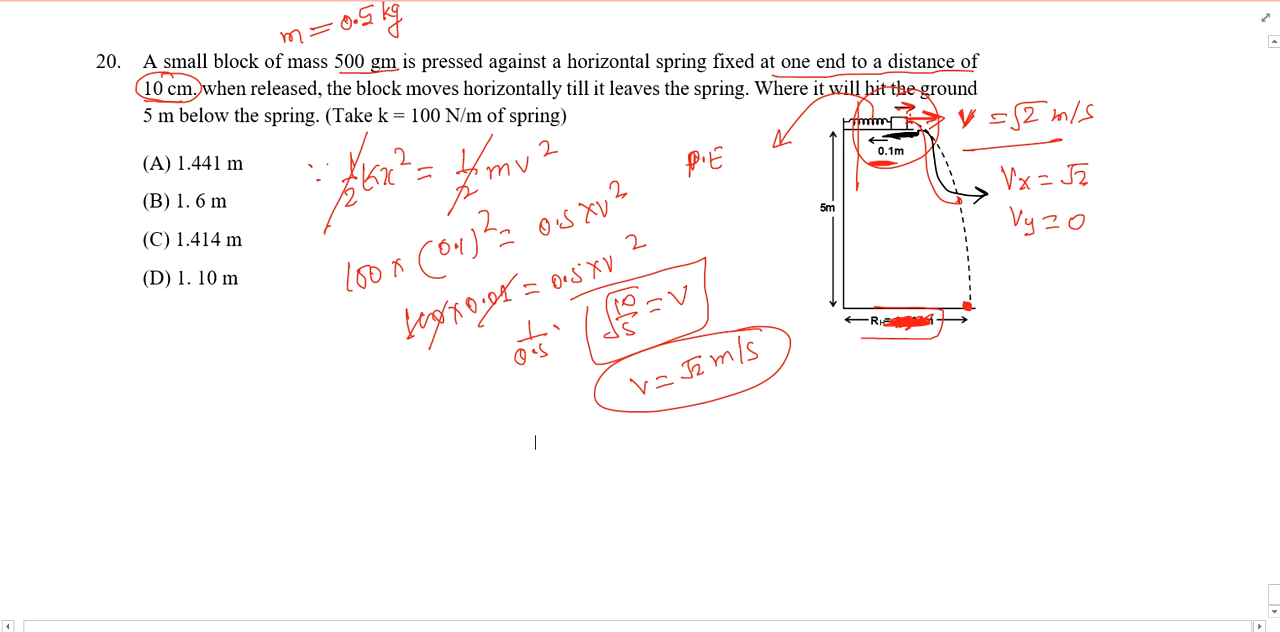 m = 0.5 kg
20. A small block of mass 500 gm is pressed against a horizontal spring fixed at one end to a distance of
10 cm. when released, the block moves horizontally till it leaves the spring. Where it will hit the ground
5 m below the spring. (Take k = 100 N/m of spring)
(A) 1.441 m
(B) 1. 6 m
(C) 1.414 m
(D) 1. 10 m
∵ 1/2 kx² = 1/2 mv²
100 × (0.1)² = 0.5 × v²
100 × 0.01 = 0.5 × v²
1/0.5
√10/5 = v
v = √2 m/s
P.E
0.1m
5m
V = √2 m/s
Vx = √2
Vy = 0